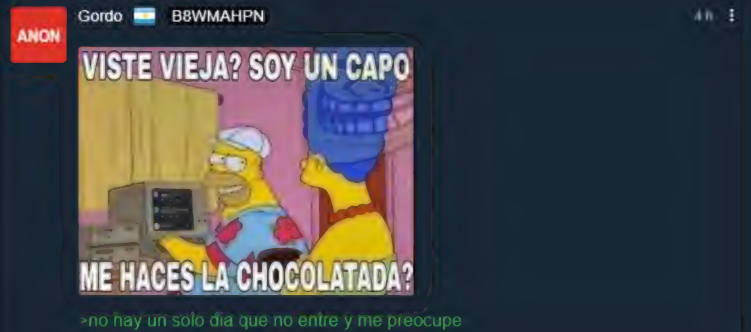 ANON
Gordo B8WMAHPN 4 h
VISTE VIEJA? SOY UN CAPO
ME HACES LA CHOCOLATADA?
>no hay un solo dia que no entre y me preocupe